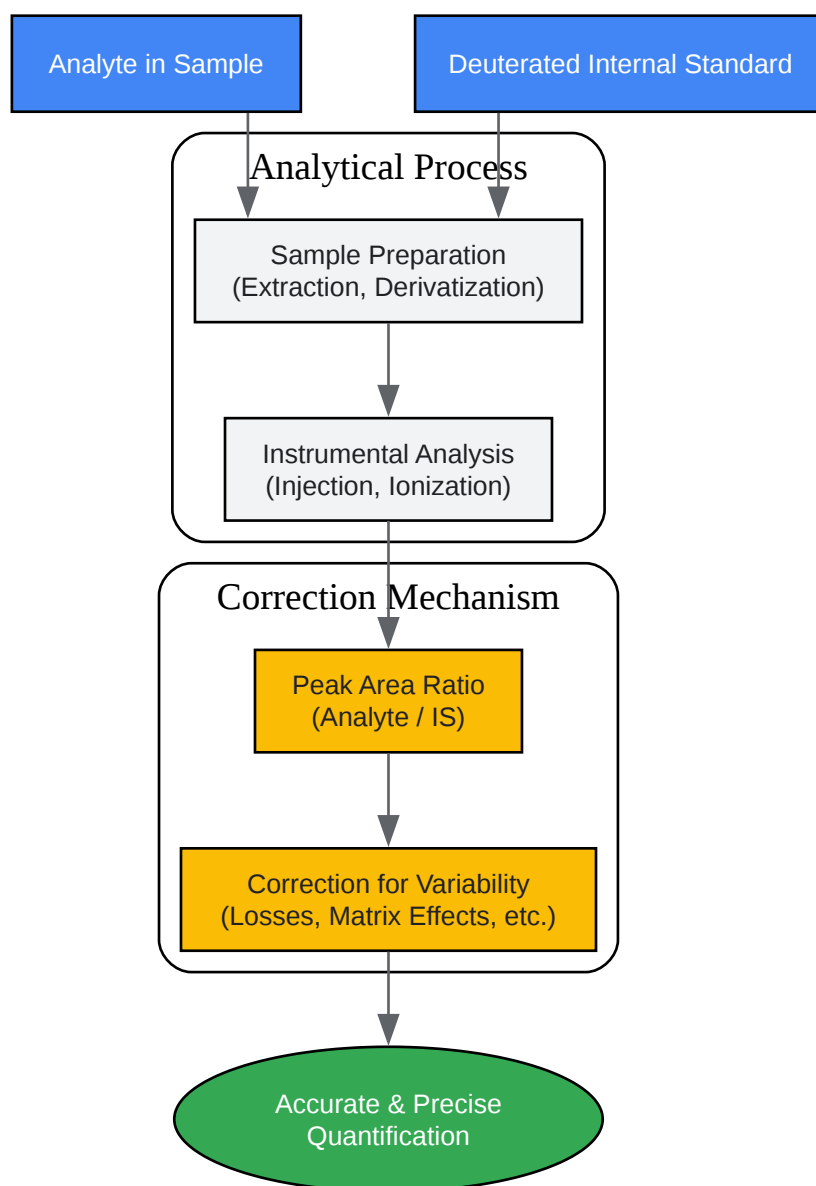 Analyte in Sample
Deuterated Internal Standard
Analytical Process
Sample Preparation
(Extraction, Derivatization)
Instrumental Analysis
(Injection, Ionization)
Correction Mechanism
Peak Area Ratio
(Analyte / IS)
Correction for Variability
(Losses, Matrix Effects, etc.)
Accurate & Precise
Quantification